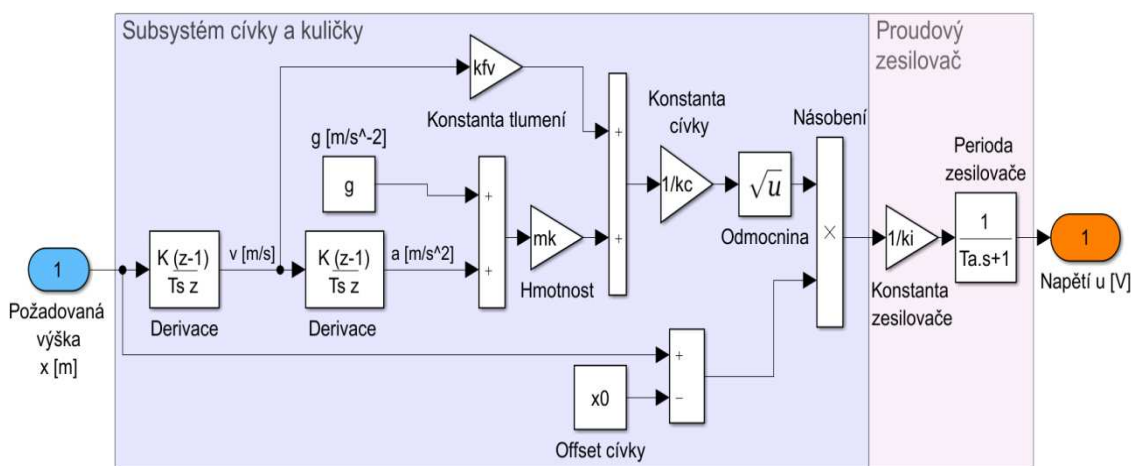 Subsystém cívky a kuličky
Proudový
zesilovač
kfv
Konstanta tlumení
g [m/s^-2]
g
Konstanta
cívky
1/kc
√u
Odmocnina
Násobení
×
Perioda
zesilovače
1
Ta.s+1
1/ki
Konstanta
zesilovače
1
Napětí u [V]
1
Požadovaná
výška
x [m]
K (z-1)
Ts z
Derivace
v [m/s]
K (z-1)
Ts z
Derivace
a [m/s^2]
+
+
mk
Hmotnost
+
+
x0
Offset cívky
+
−